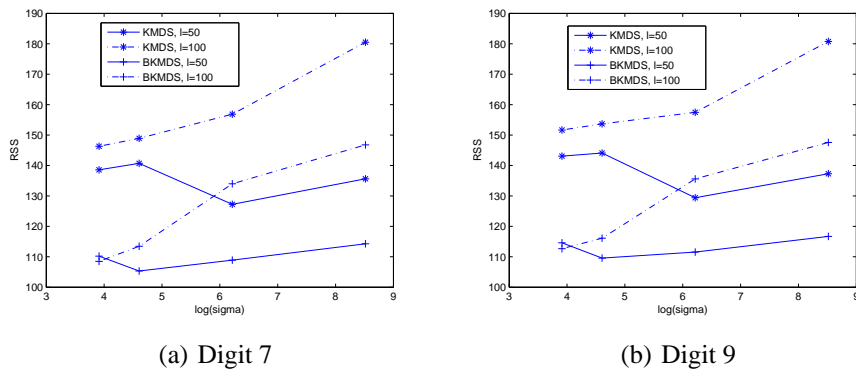 190
180
170
160
150
140
130
120
110
100
RSS
3 4 5 6 7 8 9
log(sigma)
KMDS, l=50
KMDS, l=100
BKMDS, l=50
BKMDS, l=100
(a) Digit 7
190
180
170
160
150
140
130
120
110
100
RSS
3 4 5 6 7 8 9
log(sigma)
KMDS, l=50
KMDS, l=100
BKMDS, l=50
BKMDS, l=100
(b) Digit 9